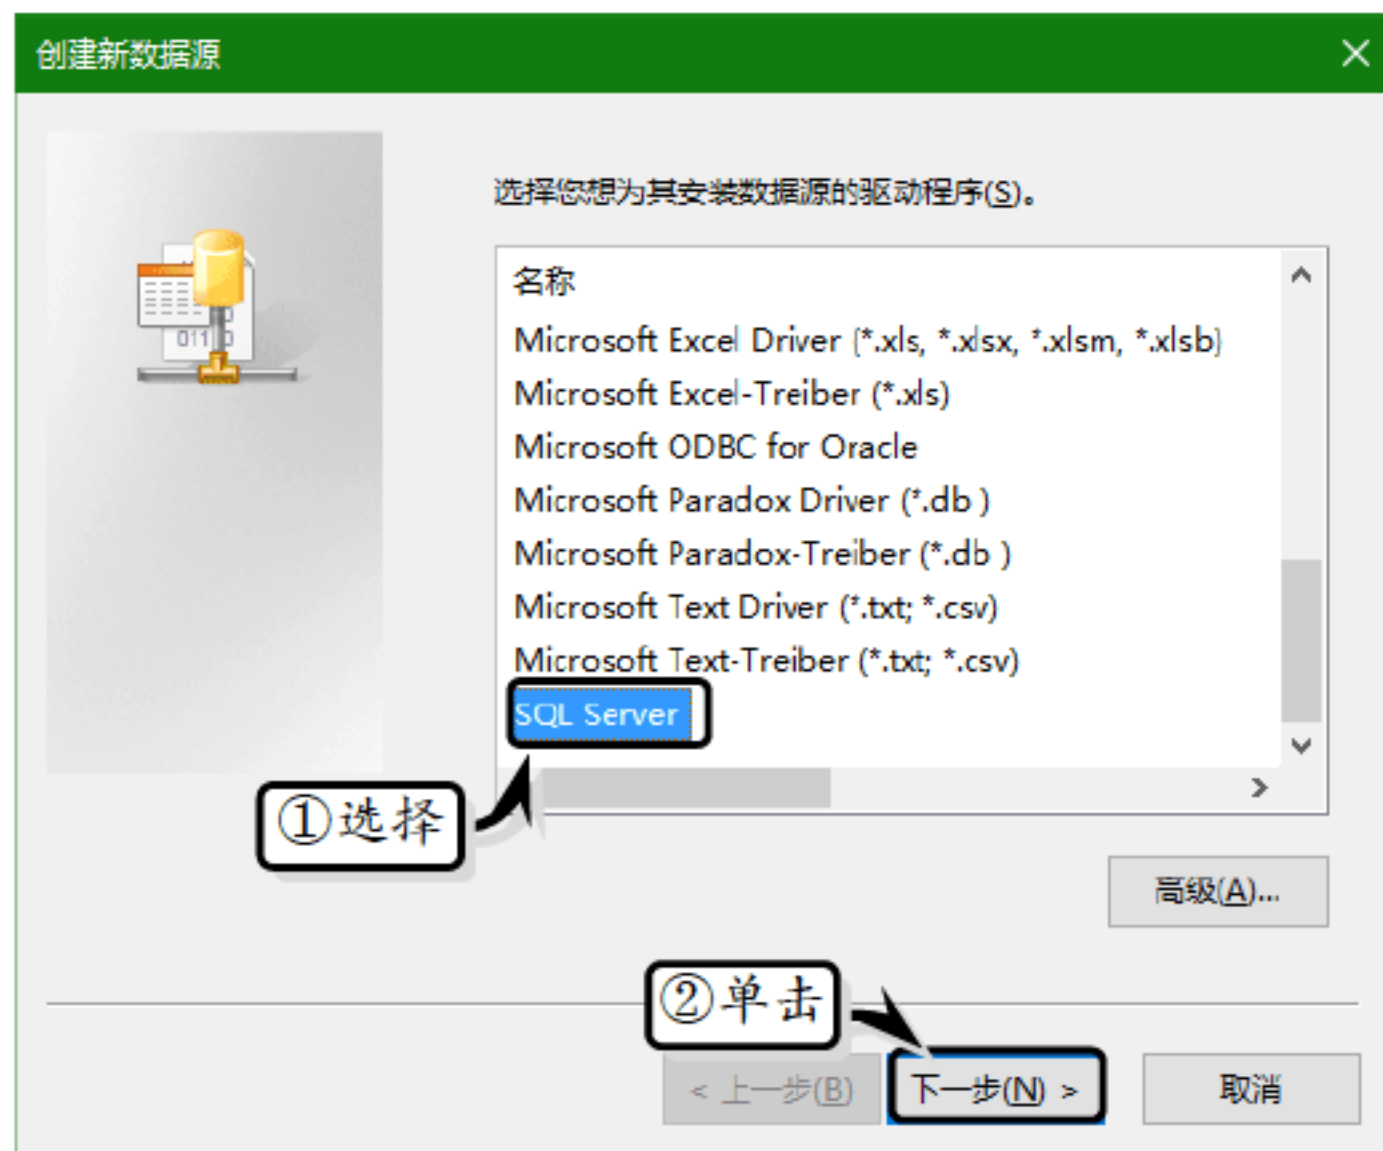 创建新数据源
选择您想为其安装数据源的驱动程序(S)。
名称
Microsoft Excel Driver (*.xls, *.xlsx, *.xlsm, *.xlsb)
Microsoft Excel-Treiber (*.xls)
Microsoft ODBC for Oracle
Microsoft Paradox Driver (*.db )
Microsoft Paradox-Treiber (*.db )
Microsoft Text Driver (*.txt; *.csv)
Microsoft Text-Treiber (*.txt; *.csv)
SQL Server
①选择
高级(A)...
②单击
< 上一步(B)
下一步(N) >
取消